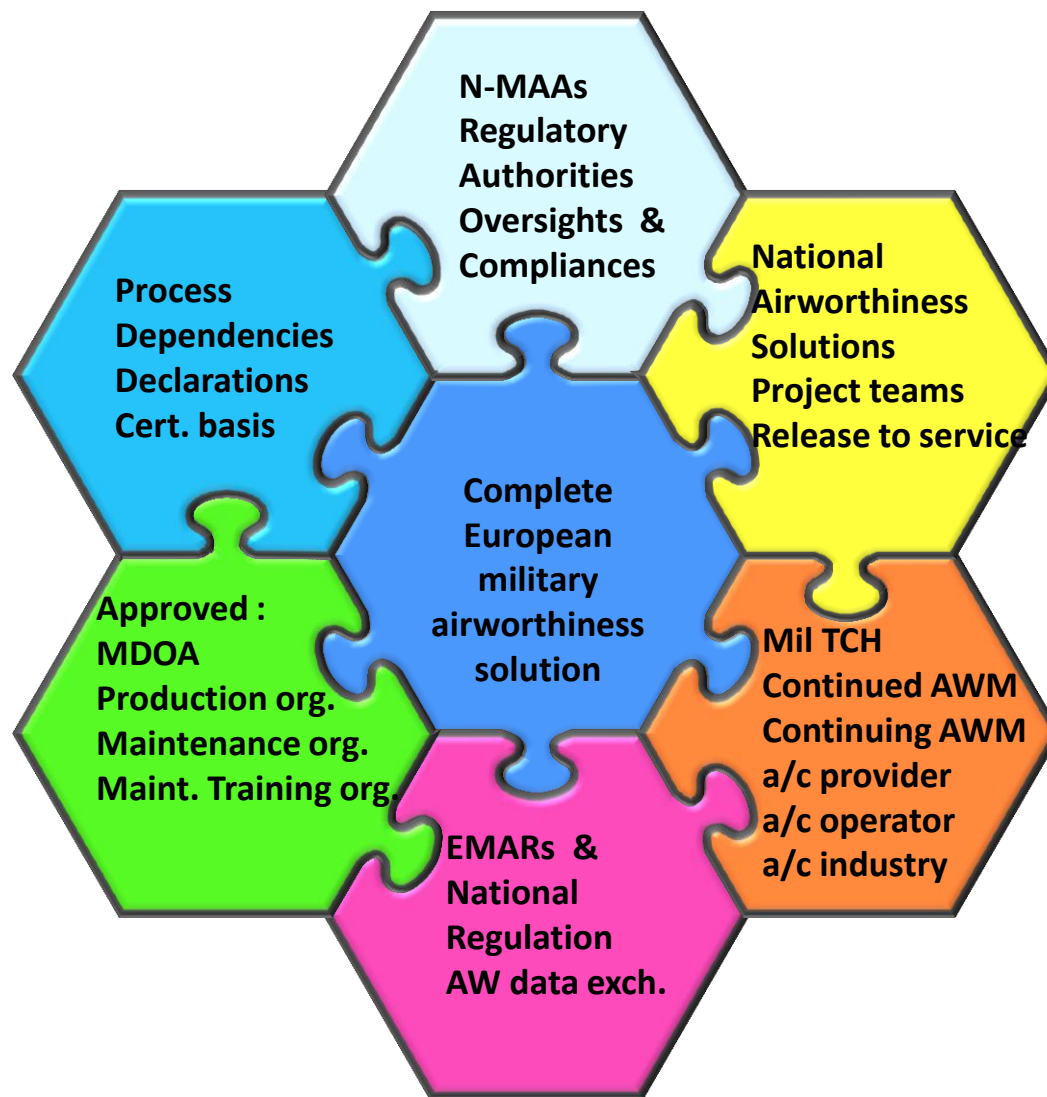 N-MAAs
Regulatory
Authorities
Oversights &
Compliances
National
Airworthiness
Solutions
Project teams
Release to service
Process
Dependencies
Declarations
Cert. basis
Complete
European
military
airworthiness
solution
Approved :
MDOA
Production org.
Maintenance org.
Maint. Training org.
Mil TCH
Continued AWM
Continuing AWM
a/c provider
a/c operator
a/c industry
EMARs &
National
Regulation
AW data exch.